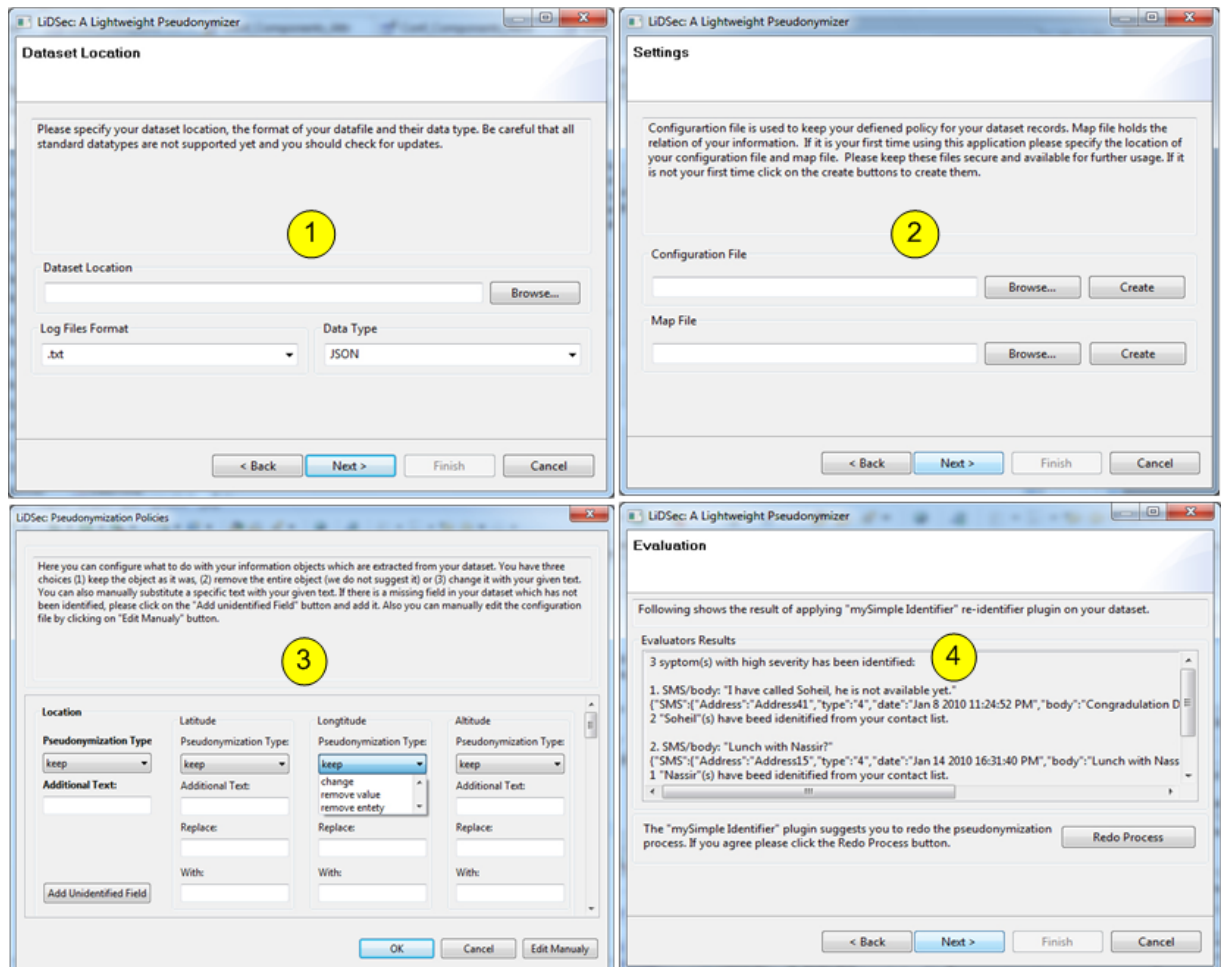 LiDSec: A Lightweight Pseudonymizer
Dataset Location
Please specify your dataset location, the format of your datafile and their data type. Be careful that all
standard datatypes are not supported yet and you should check for updates.
1
Dataset Location
Browse...
Log Files Format
Data Type
.txt
JSON
< Back
Next >
Finish
Cancel
LiDSec: A Lightweight Pseudonymizer
Settings
Configurartion file is used to keep your defiened policy for your dataset records. Map file holds the
relation of your information. If it is your first time using this application please specify the location of
your configuration file and map file. Please keep these files secure and available for further usage. If it
is not your first time click on the create buttons to create them.
2
Configuration File
Browse...
Create
Map File
Browse...
Create
< Back
Next >
Finish
Cancel
LiDSec: Pseudonymization Policies
Here you can configure what to do with your information objects which are extracted from your dataset. You have three
choices (1) keep the object as it was, (2) remove the entire object (we do not suggest it) or (3) change it with your given text.
You can also manually substitute a specific text with your given text. If there is a missing field in your dataset which has not
been identified, please click on the "Add unidentified Field" button and add it. Also you can manually edit the configuration
file by clicking on "Edit Manualy" button.
3
Location
Latitude
Longtitude
Altitude
Pseudonymization Type
Pseudonymization Type:
Pseudonymization Type:
Pseudonymization Type:
keep
keep
keep
keep
change
remove value
remove entety
Additional Text:
Additional Text:
Additional Text:
Replace:
Replace:
Replace:
With:
With:
With:
Add Unidentified Field
OK
Cancel
Edit Manualy
LiDSec: A Lightweight Pseudonymizer
Evaluation
Following shows the result of applying "mySimple Identifier" re-identifier plugin on your dataset.
Evaluators Results
4
3 syptom(s) with high severity has been identified:
1. SMS/body: "I have called Soheil, he is not available yet."
{"SMS":{"Address":"Address41","type":"4","date":"Jan 8 2010 11:24:52 PM","body":"Congradulation D
2 "Soheil"(s) have beed idenitified from your contact list.
2. SMS/body: "Lunch with Nassir?"
{"SMS":{"Address":"Address15","type":"4","date":"Jan 14 2010 16:31:40 PM","body":"Lunch with Nass
1 "Nassir"(s) have beed idenitified from your contact list.
The "mySimple Identifier" plugin suggests you to redo the pseudonymization
process. If you agree please click the Redo Process button.
Redo Process
< Back
Next >
Finish
Cancel